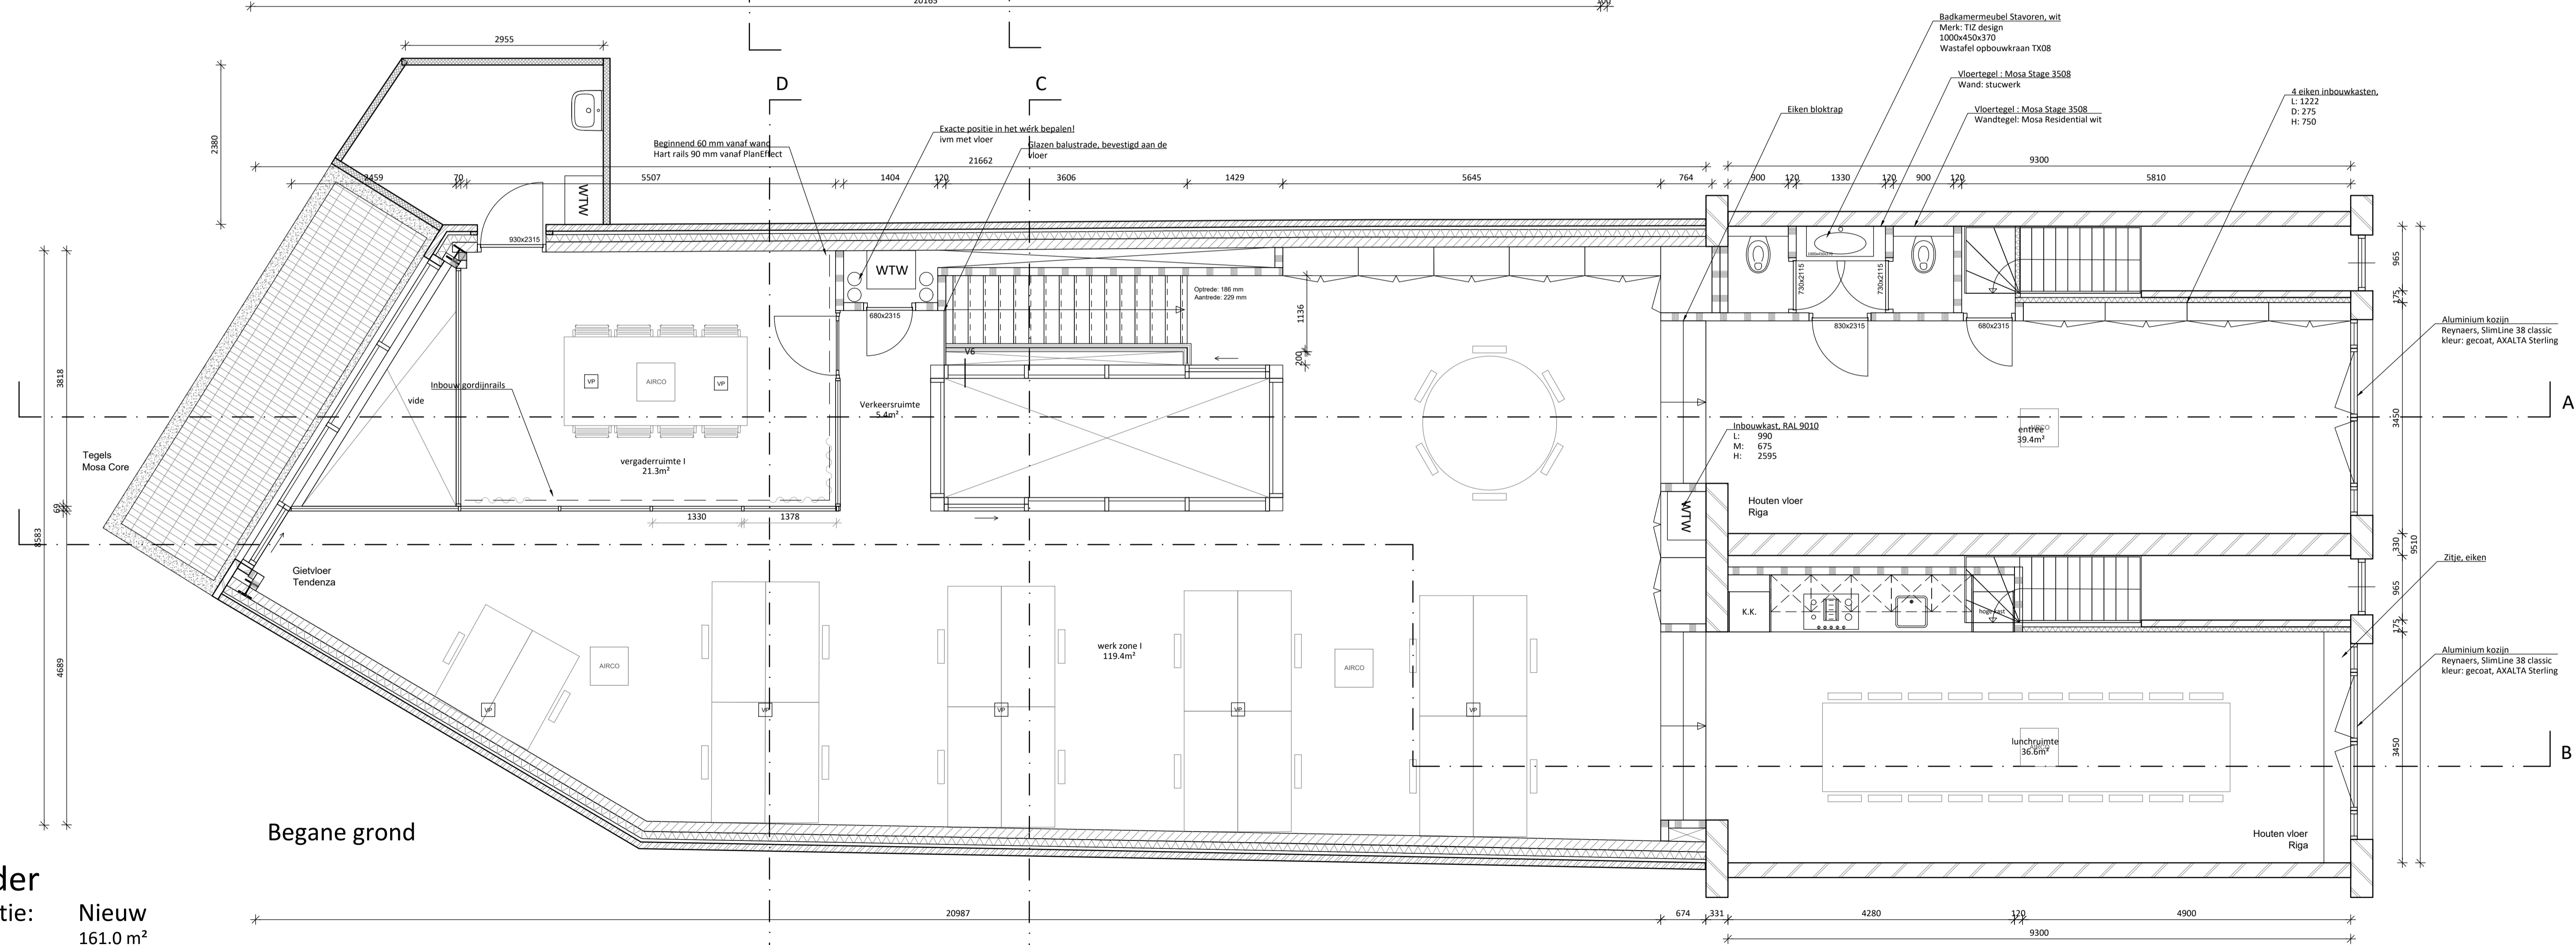 20165
100
2955
2380
D
C
Badkamermeubel Stavoren, wit
Merk: TIZ design
1000x450x370
Wastafel opbouwkraan TX08
Vloertegel : Mosa Stage 3508
Wand: stucwerk
Vloertegel : Mosa Stage 3508
Wandtegel: Mosa Residential wit
4 eiken inbouwkasten,
L: 1222
D: 275
H: 750
Eiken bloktrap
Beginnend 60 mm vanaf wand
Hart rails 90 mm vanaf PlanEffect
Exacte positie in het werk bepalen!
ivm met vloer
Glazen balustrade, bevestigd aan de
vloer
21662
9300
2459
70
5507
1404
120
3606
1429
5645
764
900
120
1330
120
900
120
5810
WTW
930x2315
WTW
680x2315
Optrede: 186 mm
Aantrede: 229 mm
1136
200
V6
730x2115
730x2115
830x2315
680x2315
965
175
3450
330
9510
965
175
3450
Aluminium kozijn
Reynaers, SlimLine 38 classic
kleur: gecoat, AXALTA Sterling
A
3818
69
8583
4689
Tegels
Mosa Core
vide
Inbouw gordijnrails
VP
AIRCO
VP
vergaderruimte I
21.3m²
Verkeersruimte
5.4m²
1330
1378
Inbouwkast, RAL 9010
L: 990
M: 675
H: 2595
WTW
AIRCO
entree
39.4m²
Houten vloer
Riga
Gietvloer
Tendenza
K.K.
hoge kast
Zitje, eiken
Aluminium kozijn
Reynaers, SlimLine 38 classic
kleur: gecoat, AXALTA Sterling
werk zone I
119.4m²
AIRCO
AIRCO
VP
VP
VP
VP
VP
lunchruimte
AIRCO
36.6m²
B
Houten vloer
Riga
Begane grond
der
tie: Nieuw
161.0 m²
20987
674
331
4280
120
4900
9300